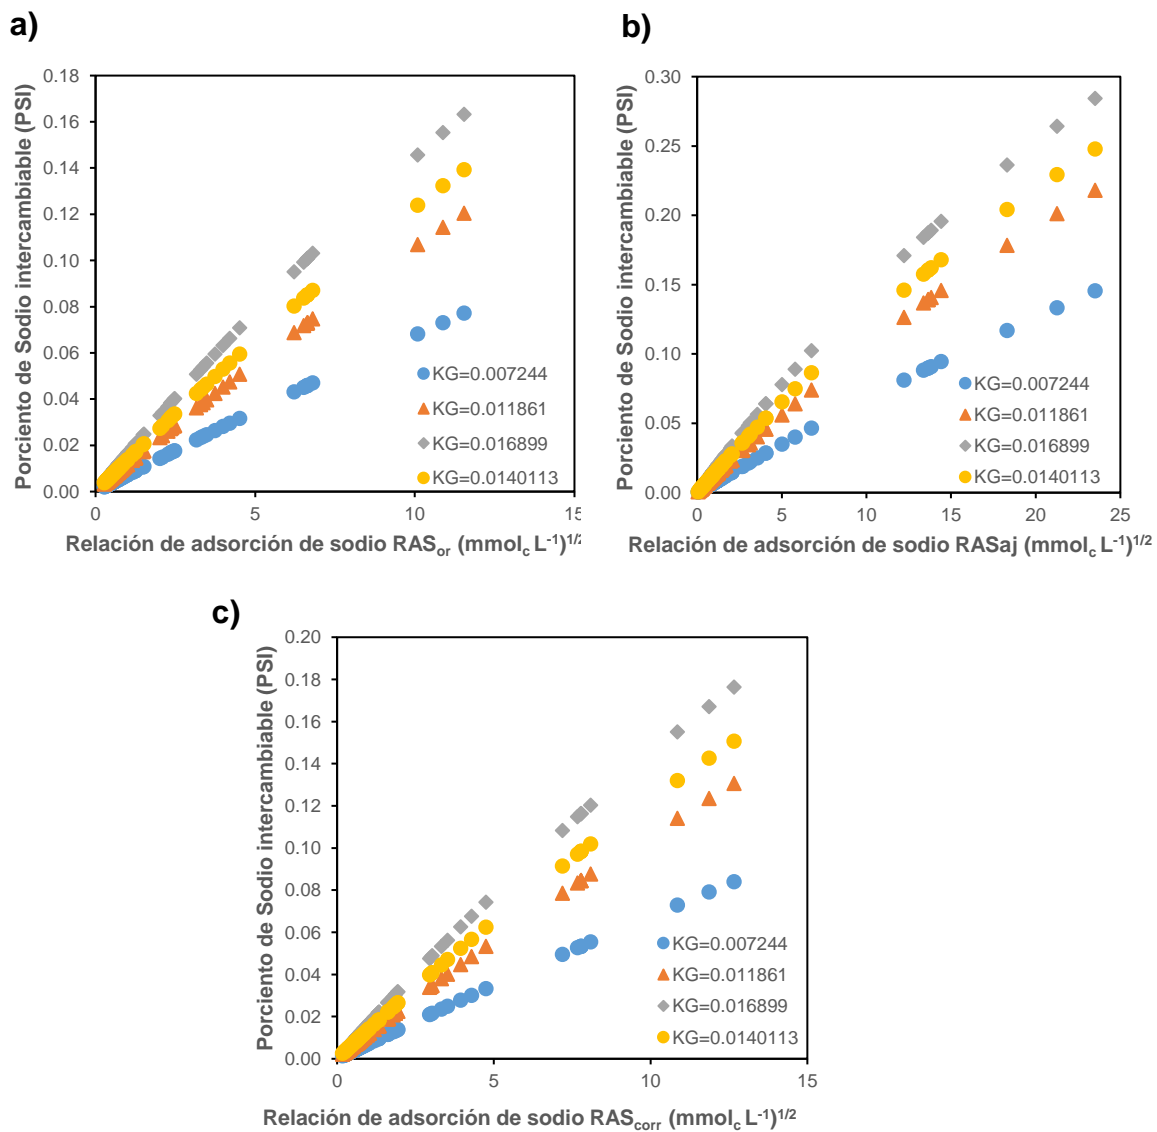 a)
Porciento de Sodio intercambiable (PSI)
0.18
0.16
0.14
0.12
0.10
0.08
0.06
0.04
0.02
0.00
KG=0.007244
KG=0.011861
KG=0.016899
KG=0.0140113
0 5 10 15
Relación de adsorción de sodio RASor (mmolc L-1)1/2
b)
Porciento de Sodio intercambiable (PSI)
0.30
0.25
0.20
0.15
0.10
0.05
0.00
KG=0.007244
KG=0.011861
KG=0.016899
KG=0.0140113
0 5 10 15 20 25
Relación de adsorción de sodio RASaj (mmolc L-1)1/2
c)
Porciento de Sodio intercambiable (PSI)
0.20
0.18
0.16
0.14
0.12
0.10
0.08
0.06
0.04
0.02
0.00
KG=0.007244
KG=0.011861
KG=0.016899
KG=0.0140113
0 5 10 15
Relación de adsorción de sodio RAScorr (mmolc L-1)1/2